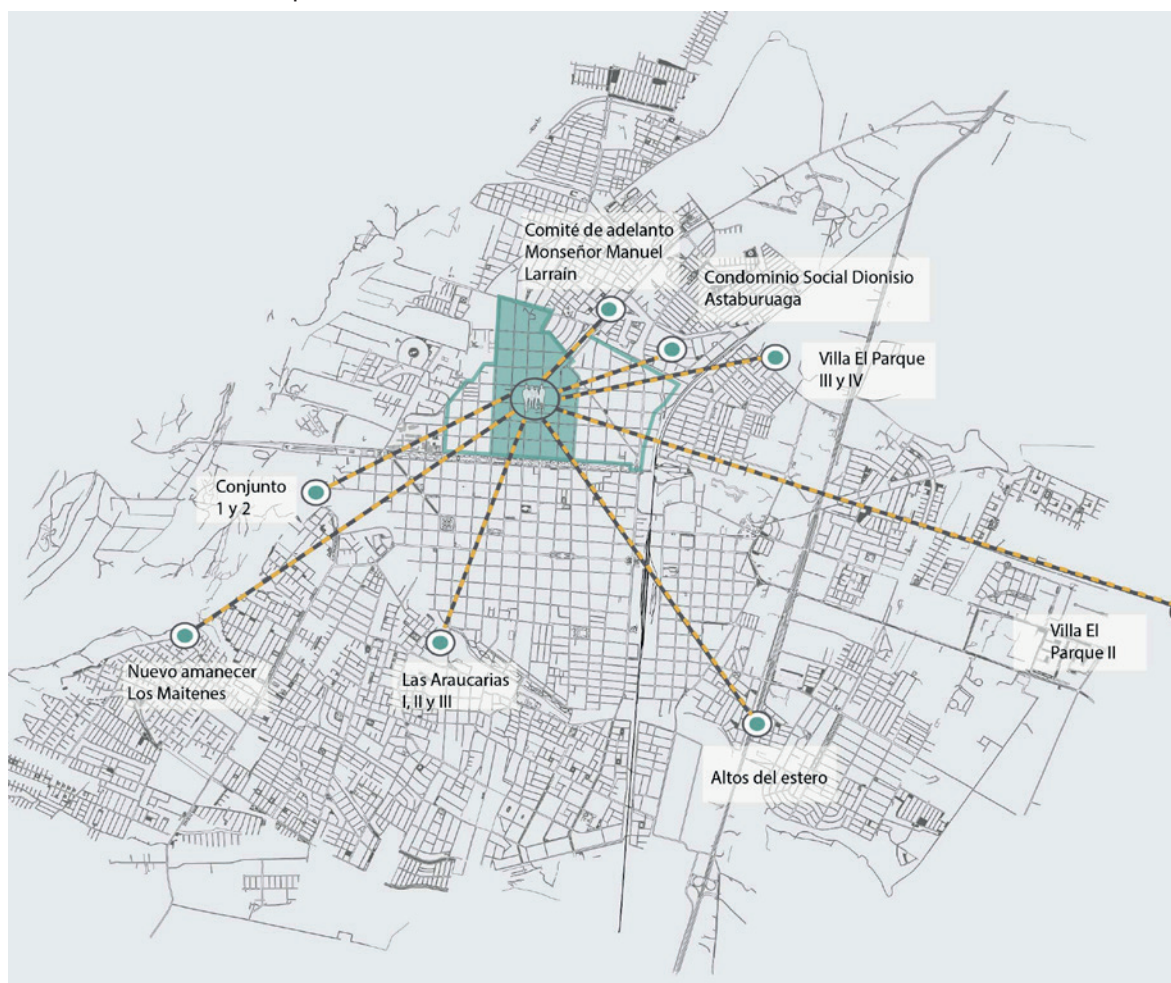 Comité de adelanto
Monseñor Manuel
Larraín
Condominio Social Dionisio
Astaburuaga
Villa El Parque
III y IV
Conjunto
1 y 2
Nuevo amanecer
Los Maitenes
Las Araucarias
I, II y III
Villa El
Parque II
Altos del estero